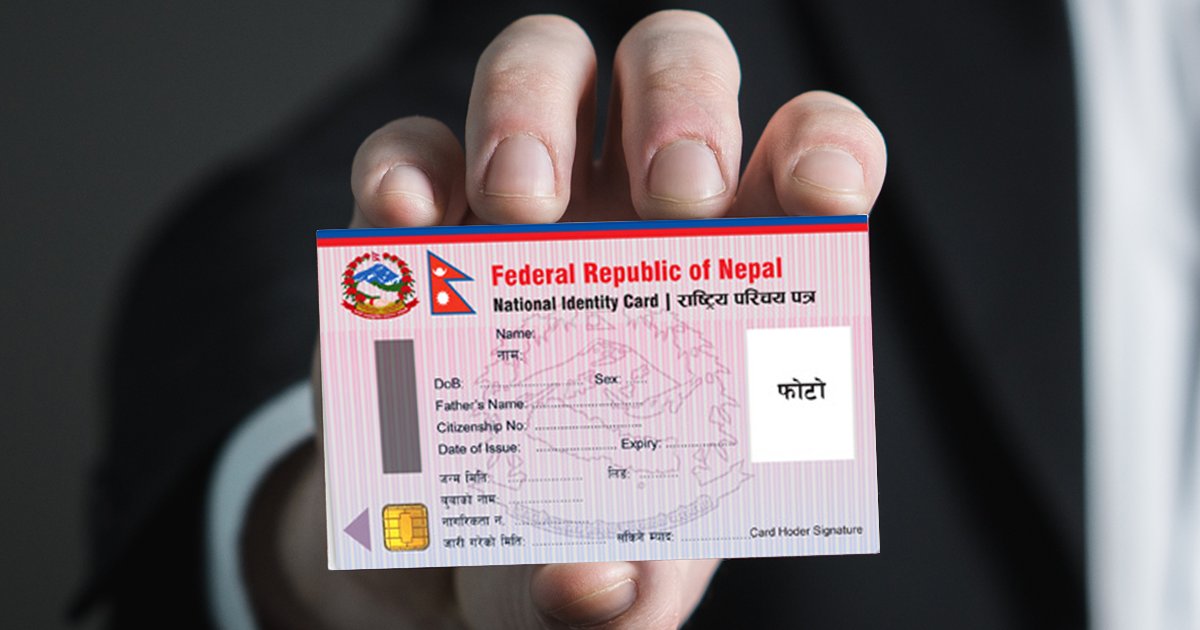 Federal Republic of Nepal
National Identity Card | राष्ट्रिय परिचय पत्र
Name:
नाम:
DoB: Sex:
Father's Name.
Citizenship No:
Date of Issue: Expiry:
जन्म मिति: लिङ:
बुबाको नाम:
नागरिकता न.
जारी गरेको मिति: सकिने म्याद:
फोटो
Card Hoder Signature